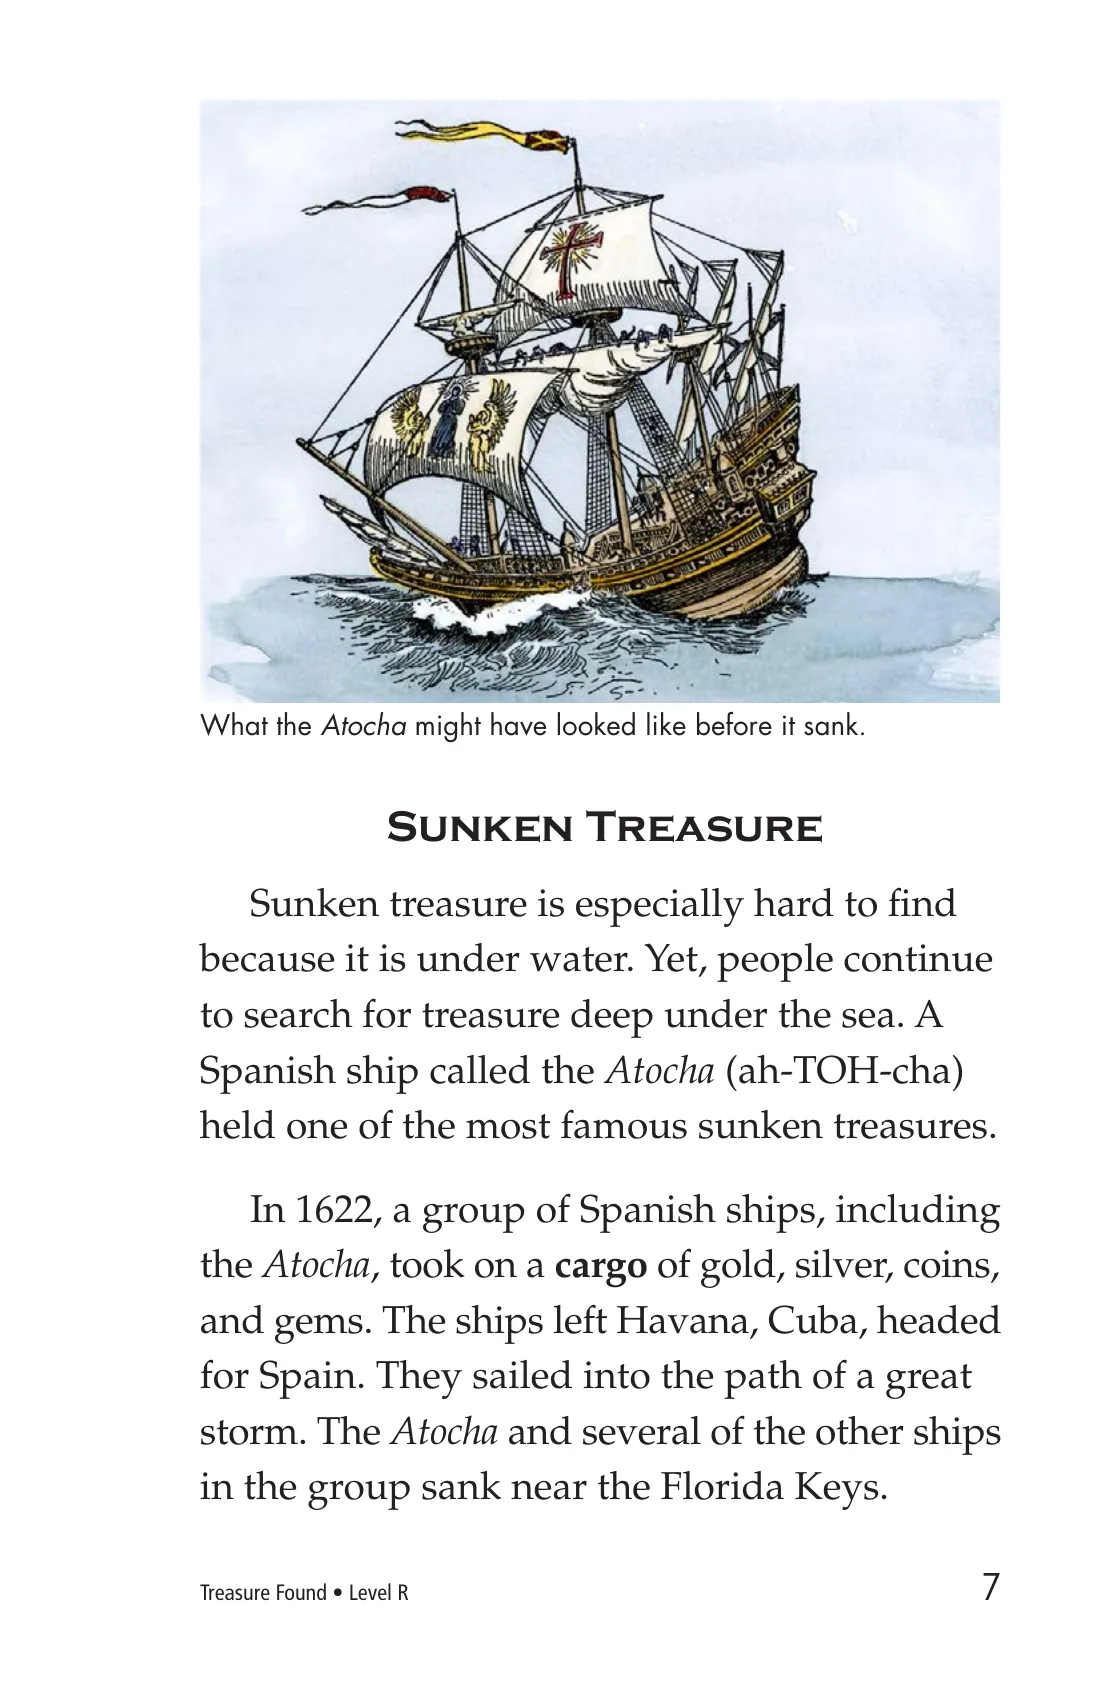 What the Atocha might have looked like before it sank.
Sunken Treasure
Sunken treasure is especially hard to find
because it is under water. Yet, people continue
to search for treasure deep under the sea. A
Spanish ship called the Atocha (ah-TOH-cha)
held one of the most famous sunken treasures.
In 1622, a group of Spanish ships, including
the Atocha, took on a cargo of gold, silver, coins,
and gems. The ships left Havana, Cuba, headed
for Spain. They sailed into the path of a great
storm. The Atocha and several of the other ships
in the group sank near the Florida Keys.
Treasure Found • Level R
7